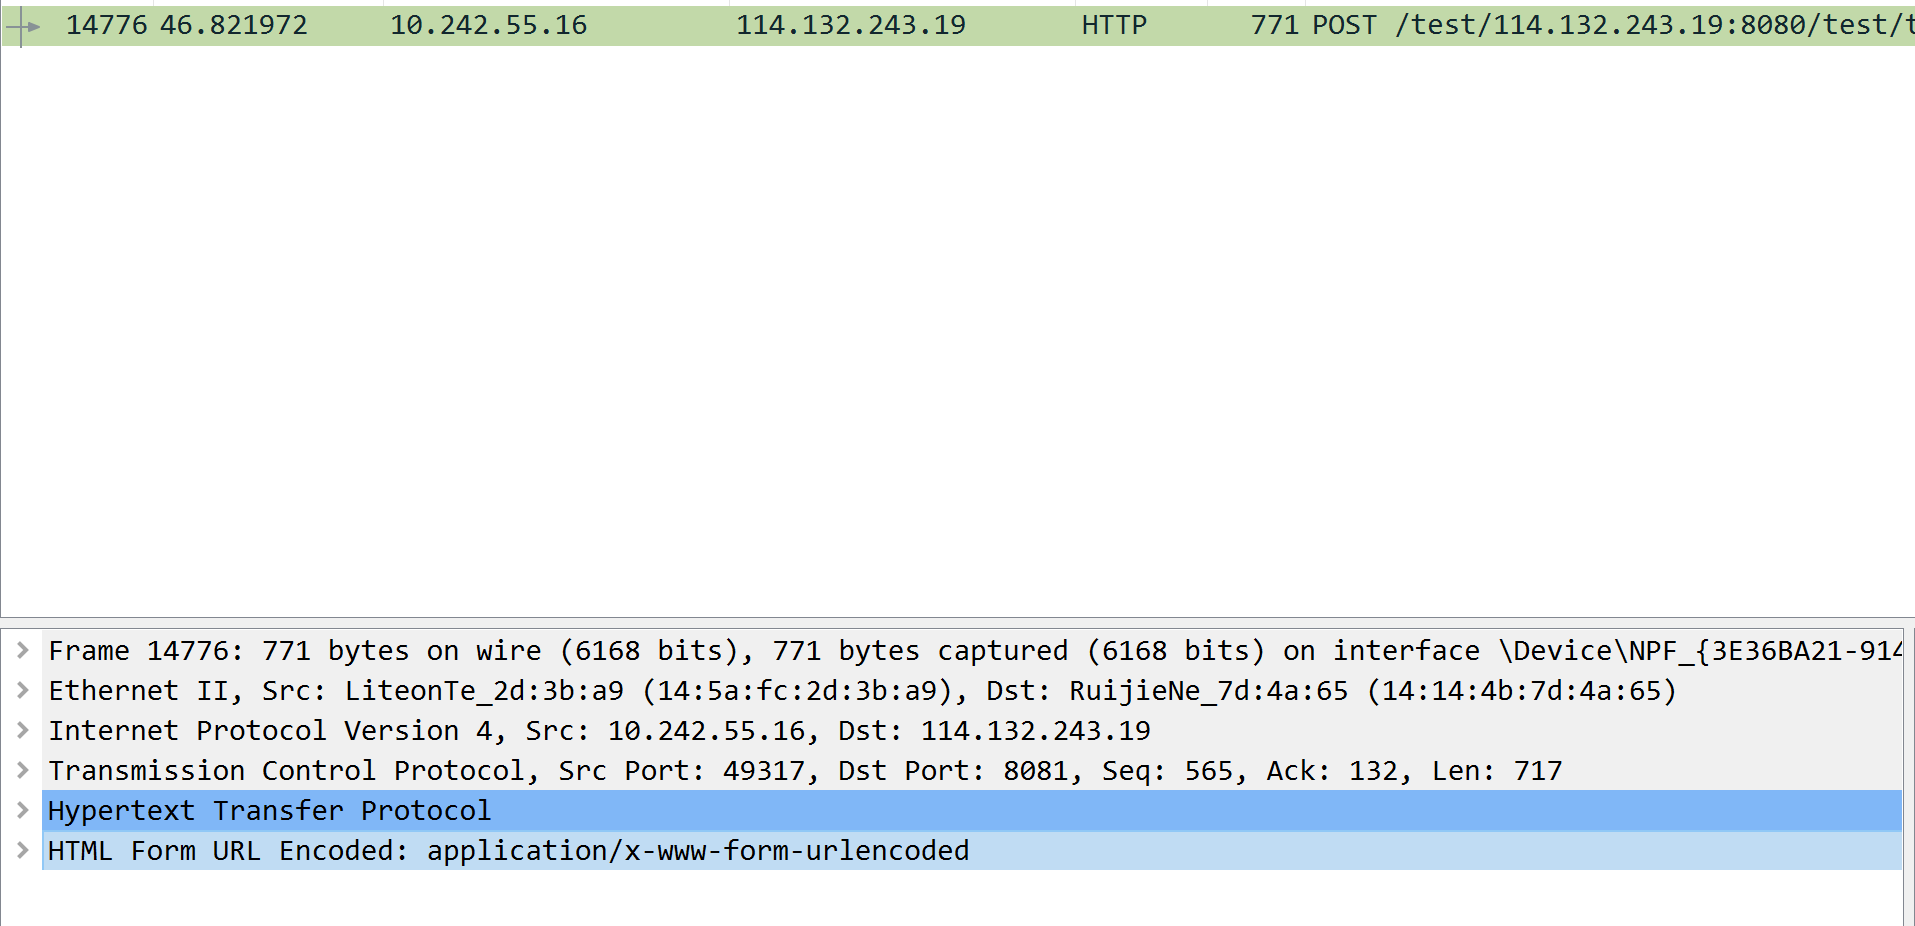 14776 46.821972 10.242.55.16 114.132.243.19 HTTP 771 POST /test/114.132.243.19:8080/test/t
Frame 14776: 771 bytes on wire (6168 bits), 771 bytes captured (6168 bits) on interface \Device\NPF_{3E36BA21-914
Ethernet II, Src: LiteonTe_2d:3b:a9 (14:5a:fc:2d:3b:a9), Dst: RuijieNe_7d:4a:65 (14:14:4b:7d:4a:65)
Internet Protocol Version 4, Src: 10.242.55.16, Dst: 114.132.243.19
Transmission Control Protocol, Src Port: 49317, Dst Port: 8081, Seq: 565, Ack: 132, Len: 717
Hypertext Transfer Protocol
HTML Form URL Encoded: application/x-www-form-urlencoded